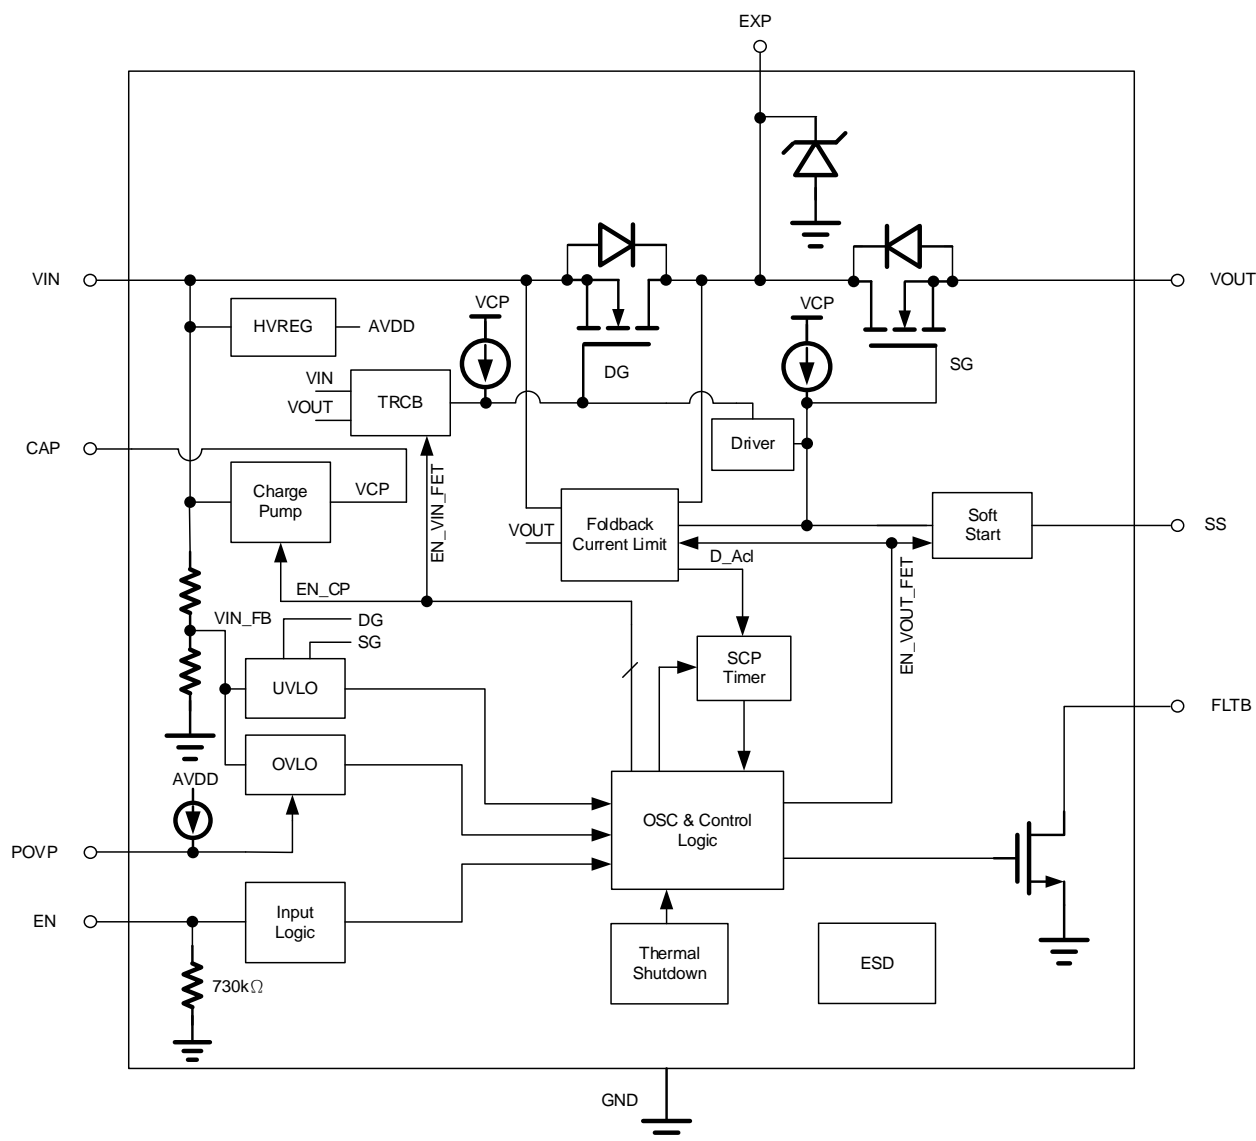 EXP
VIN
VOUT
HVREG
AVDD
VCP
VCP
DG
SG
VIN
VOUT
TRCB
Driver
CAP
Charge
Pump
VCP
EN_VIN_FET
VOUT
Foldback
Current Limit
Soft
Start
SS
D_Acl
EN_VOUT_FET
EN_CP
VIN_FB
DG
SG
UVLO
SCP
Timer
FLTB
OVLO
AVDD
OSC & Control
Logic
POVP
EN
Input
Logic
Thermal
Shutdown
ESD
730kΩ
GND